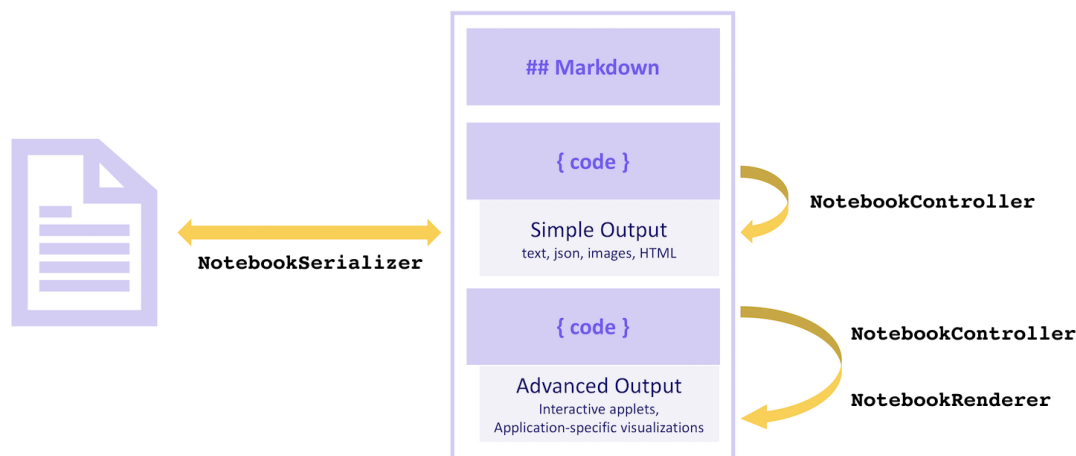 ## Markdown
{ code }
NotebookController
Simple Output
text, json, images, HTML
NotebookSerializer
{ code }
NotebookController
Advanced Output
Interactive applets,
Application-specific visualizations
NotebookRenderer